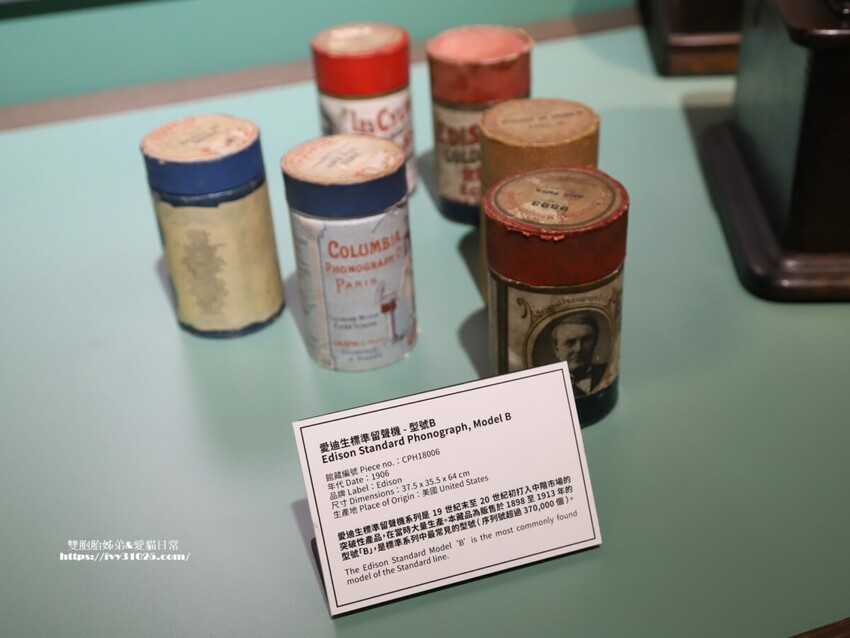 LES CY
EDIS
GOLD
COLUMBIA
PHONOGRAPH
PARIS
9593
愛迪生標準留聲機 - 型號B
Edison Standard Phonograph, Model B
館藏編號 Piece no.：CPH18006
年代 Date：1906
品牌 Label：Edison
尺寸 Dimensions：37.5 x 35.5 x 64 cm
生產地 Place of Origin：美國 United States
愛迪生標準留聲機系列是 19 世紀末至 20 世紀初打入中階市場的
突破性產品，在當時大量生產。本藏品為販售於 1898 至 1913 年的
型號「B」，是標準系列中最常見的型號（序列號超過 370,000 個）。
The Edison Standard Model 'B' is the most commonly found
model of the Standard line.
雙胞胎姊弟&愛貓日常
https://ivy31025.com/